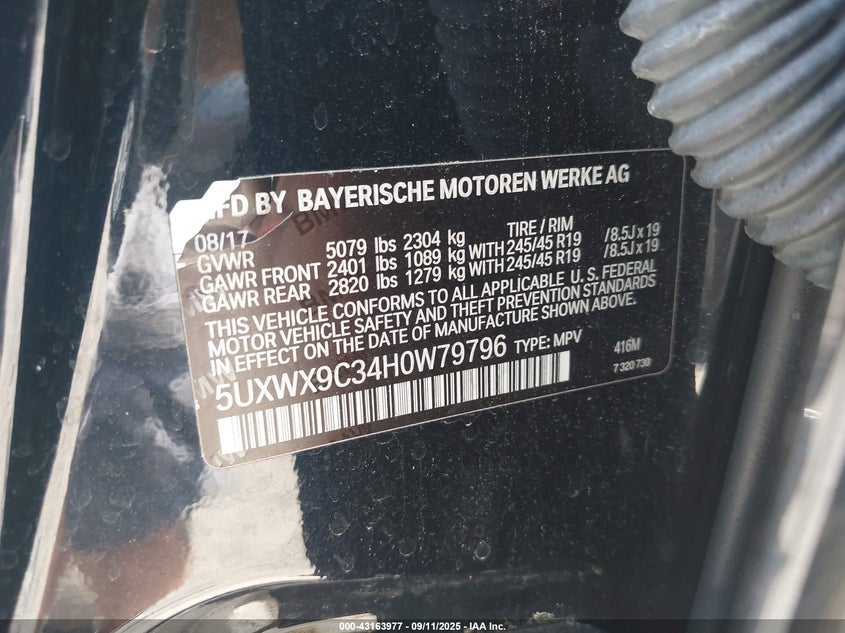 MFD BY BAYERISCHE MOTOREN WERKE AG
08/17 TIRE / RIM
GVWR 5079 lbs 2304 kg
GAWR FRONT 2401 lbs 1089 kg WITH 245/45 R19 /8.5J x 19
GAWR REAR 2820 lbs 1279 kg WITH 245/45 R19 /8.5J x 19
THIS VEHICLE CONFORMS TO ALL APPLICABLE U.S. FEDERAL
MOTOR VEHICLE SAFETY AND THEFT PREVENTION STANDARDS
IN EFFECT ON THE DATE OF MANUFACTURE SHOWN ABOVE.
5UXWX9C34H0W79796 TYPE: MPV 416M
7 320 730
000-43163977 - 09/11/2025 - IAA Inc.